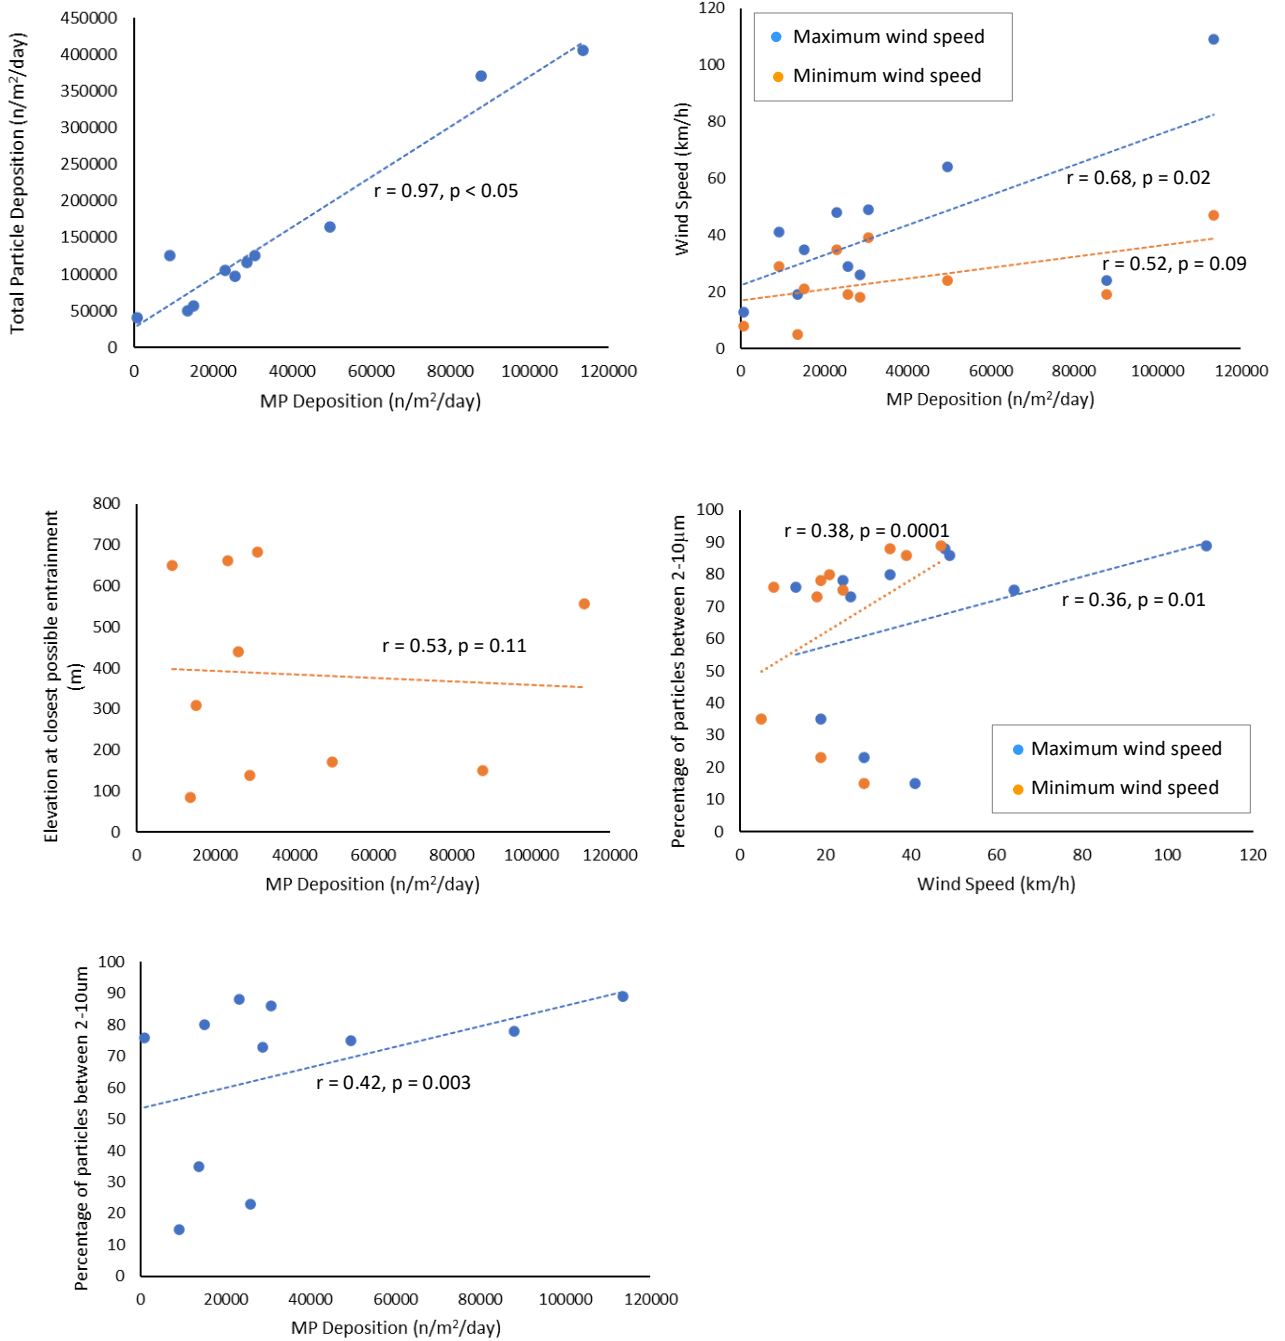 Total Particle Deposition (n/m²/day)
450000
400000
350000
300000
250000
200000
150000
100000
50000
0
r = 0.97, p < 0.05
0 20000 40000 60000 80000 100000 120000
MP Deposition (n/m²/day)
Wind Speed (km/h)
120
100
80
60
40
20
0
Maximum wind speed
Minimum wind speed
r = 0.68, p = 0.02
r = 0.52, p = 0.09
0 20000 40000 60000 80000 100000 120000
MP Deposition (n/m²/day)
Elevation at closest possible entrainment
(m)
800
700
600
500
400
300
200
100
0
r = 0.53, p = 0.11
0 20000 40000 60000 80000 100000 120000
MP Deposition (n/m²/day)
Percentage of particles between 2-10μm
100
90
80
70
60
50
40
30
20
10
0
r = 0.38, p = 0.0001
r = 0.36, p = 0.01
Maximum wind speed
Minimum wind speed
0 20 40 60 80 100 120
Wind Speed (km/h)
Percentage of particles between 2-10um
100
90
80
70
60
50
40
30
20
10
0
r = 0.42, p = 0.003
0 20000 40000 60000 80000 100000 120000
MP Deposition (n/m²/day)